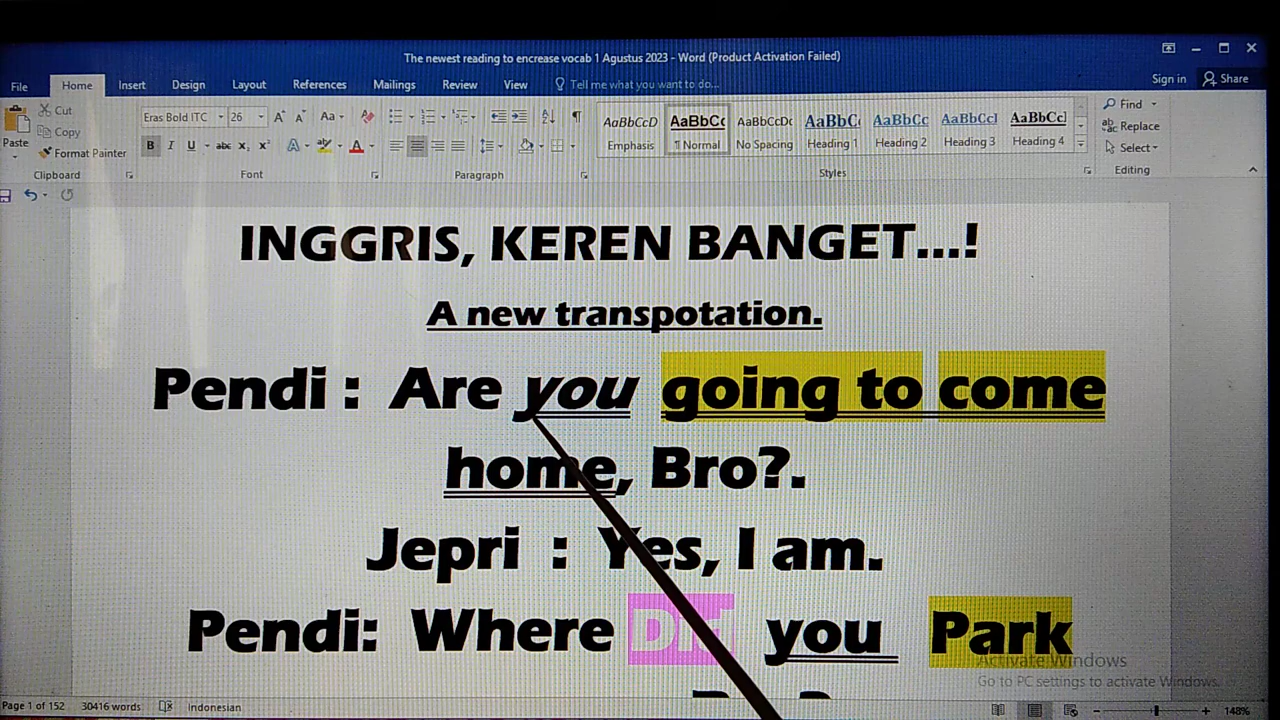 The newest reading to encrease vocab 1 Agustus 2023 - Word (Product Activation Failed)
File Home Insert Design Layout References Mailings Review View Tell me what you want to do... Sign in Share
Cut
Copy
Paste
Format Painter
Clipboard
Eras Bold ITC 26
Font
Paragraph
AaBbCcD AaBbCc AaBbCcDc AaBbC AaBbCc AaBbCcI AaBbCcI
Emphasis ¶ Normal No Spacing Heading 1 Heading 2 Heading 3 Heading 4
Styles
Find
Replace
Select
Editing
INGGRIS, KEREN BANGET...!
A new transpotation.
Pendi : Are you going to come
home, Bro?.
Jepri : Yes, I am.
Pendi: Where Did you Park
Activate Windows
Go to PC settings to activate Windows.
Page 1 of 152 30416 words Indonesian 148%